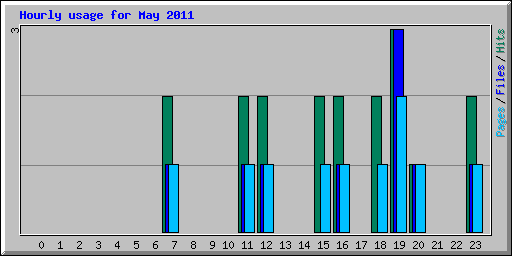 Hourly usage for May 2011
3
Pages / Files / Hits
0 1 2 3 4 5 6 7 8 9 10 11 12 13 14 15 16 17 18 19 20 21 22 23